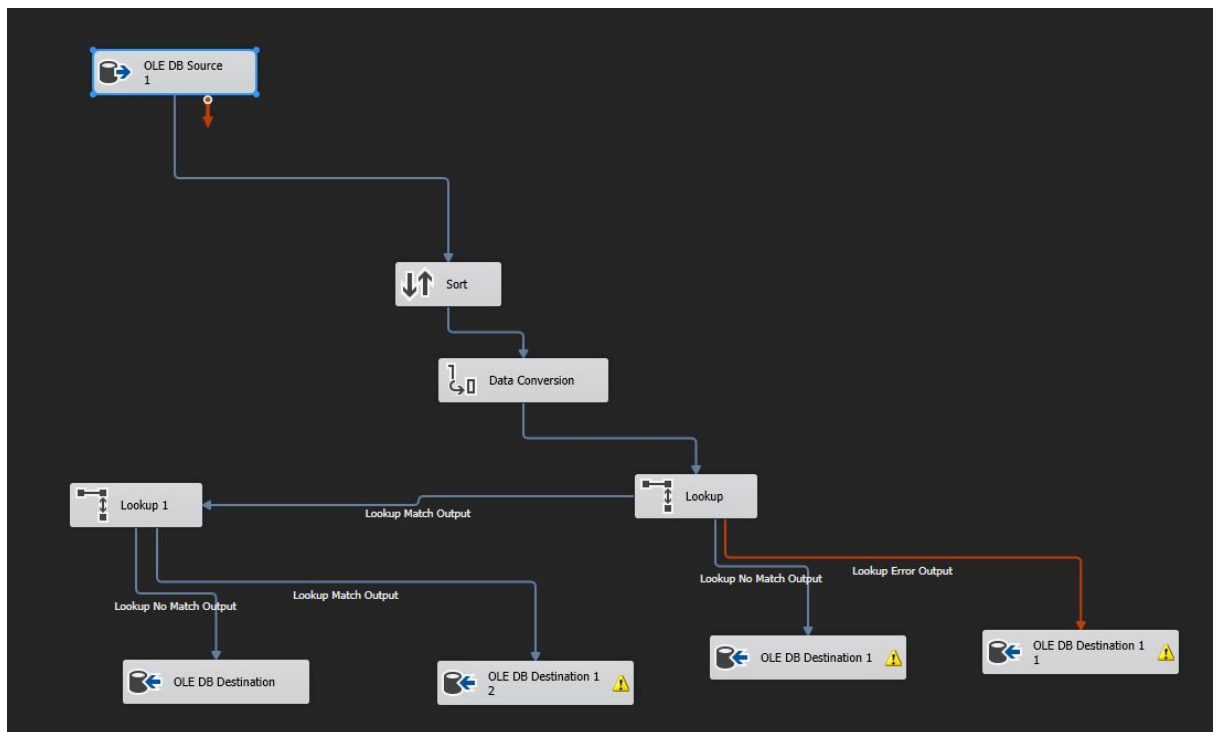 OLE DB Source
1
Sort
Data Conversion
Lookup
Lookup 1
Lookup Match Output
Lookup No Match Output
Lookup Error Output
Lookup Match Output
Lookup No Match Output
OLE DB Destination
OLE DB Destination 1
2
OLE DB Destination 1
OLE DB Destination 1
1